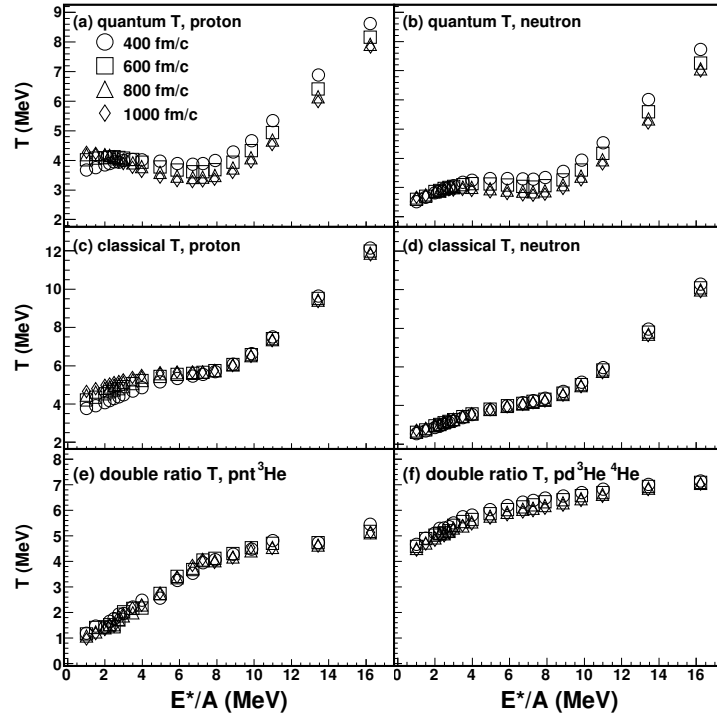 (a) quantum T, proton
400 fm/c
600 fm/c
800 fm/c
1000 fm/c
T (MeV)
9
8
7
6
5
4
3
2
(b) quantum T, neutron
(c) classical T, proton
T (MeV)
12
10
8
6
4
2
(d) classical T, neutron
(e) double ratio T, pnt³He
T (MeV)
8
7
6
5
4
3
2
1
0
(f) double ratio T, pd³He ⁴He
0 2 4 6 8 10 12 14 16
0 2 4 6 8 10 12 14 16
E*/A (MeV)
E*/A (MeV)